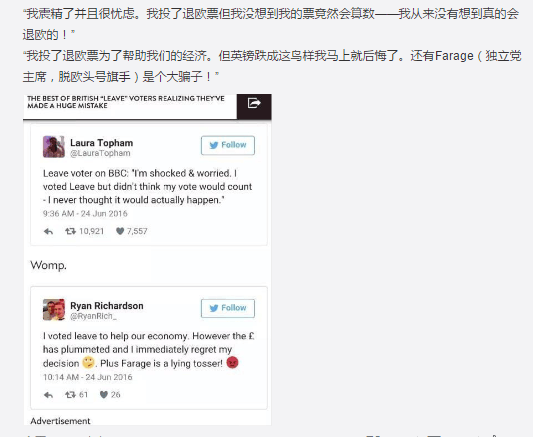 “我震精了并且很忧虑。我投了退欧票但我没想到我的票竟然会算数——我从来没有想到真的会
退欧的！”
“我投了退欧票为了帮助我们的经济。但英镑跌成这鸟样我马上就后悔了。还有Farage（独立党
主席，脱欧头号旗手）是个大骗子！”
THE BEST OF BRITISH "LEAVE" VOTERS REALIZING THEY'VE
MADE A HUGE MISTAKE
Laura Topham
@LauraTopham
Follow
Leave voter on BBC: "I'm shocked & worried. I
voted Leave but didn't think my vote would count
- I never thought it would actually happen."
9:36 AM - 24 Jun 2016
10,921 7,557
Womp.
Ryan Richardson
@RyanRich_
Follow
I voted leave to help our economy. However the £
has plummeted and I immediately regret my
decision 🙄. Plus Farage is a lying tosser! 😡
10:14 AM - 24 Jun 2016
61 26
Advertisement